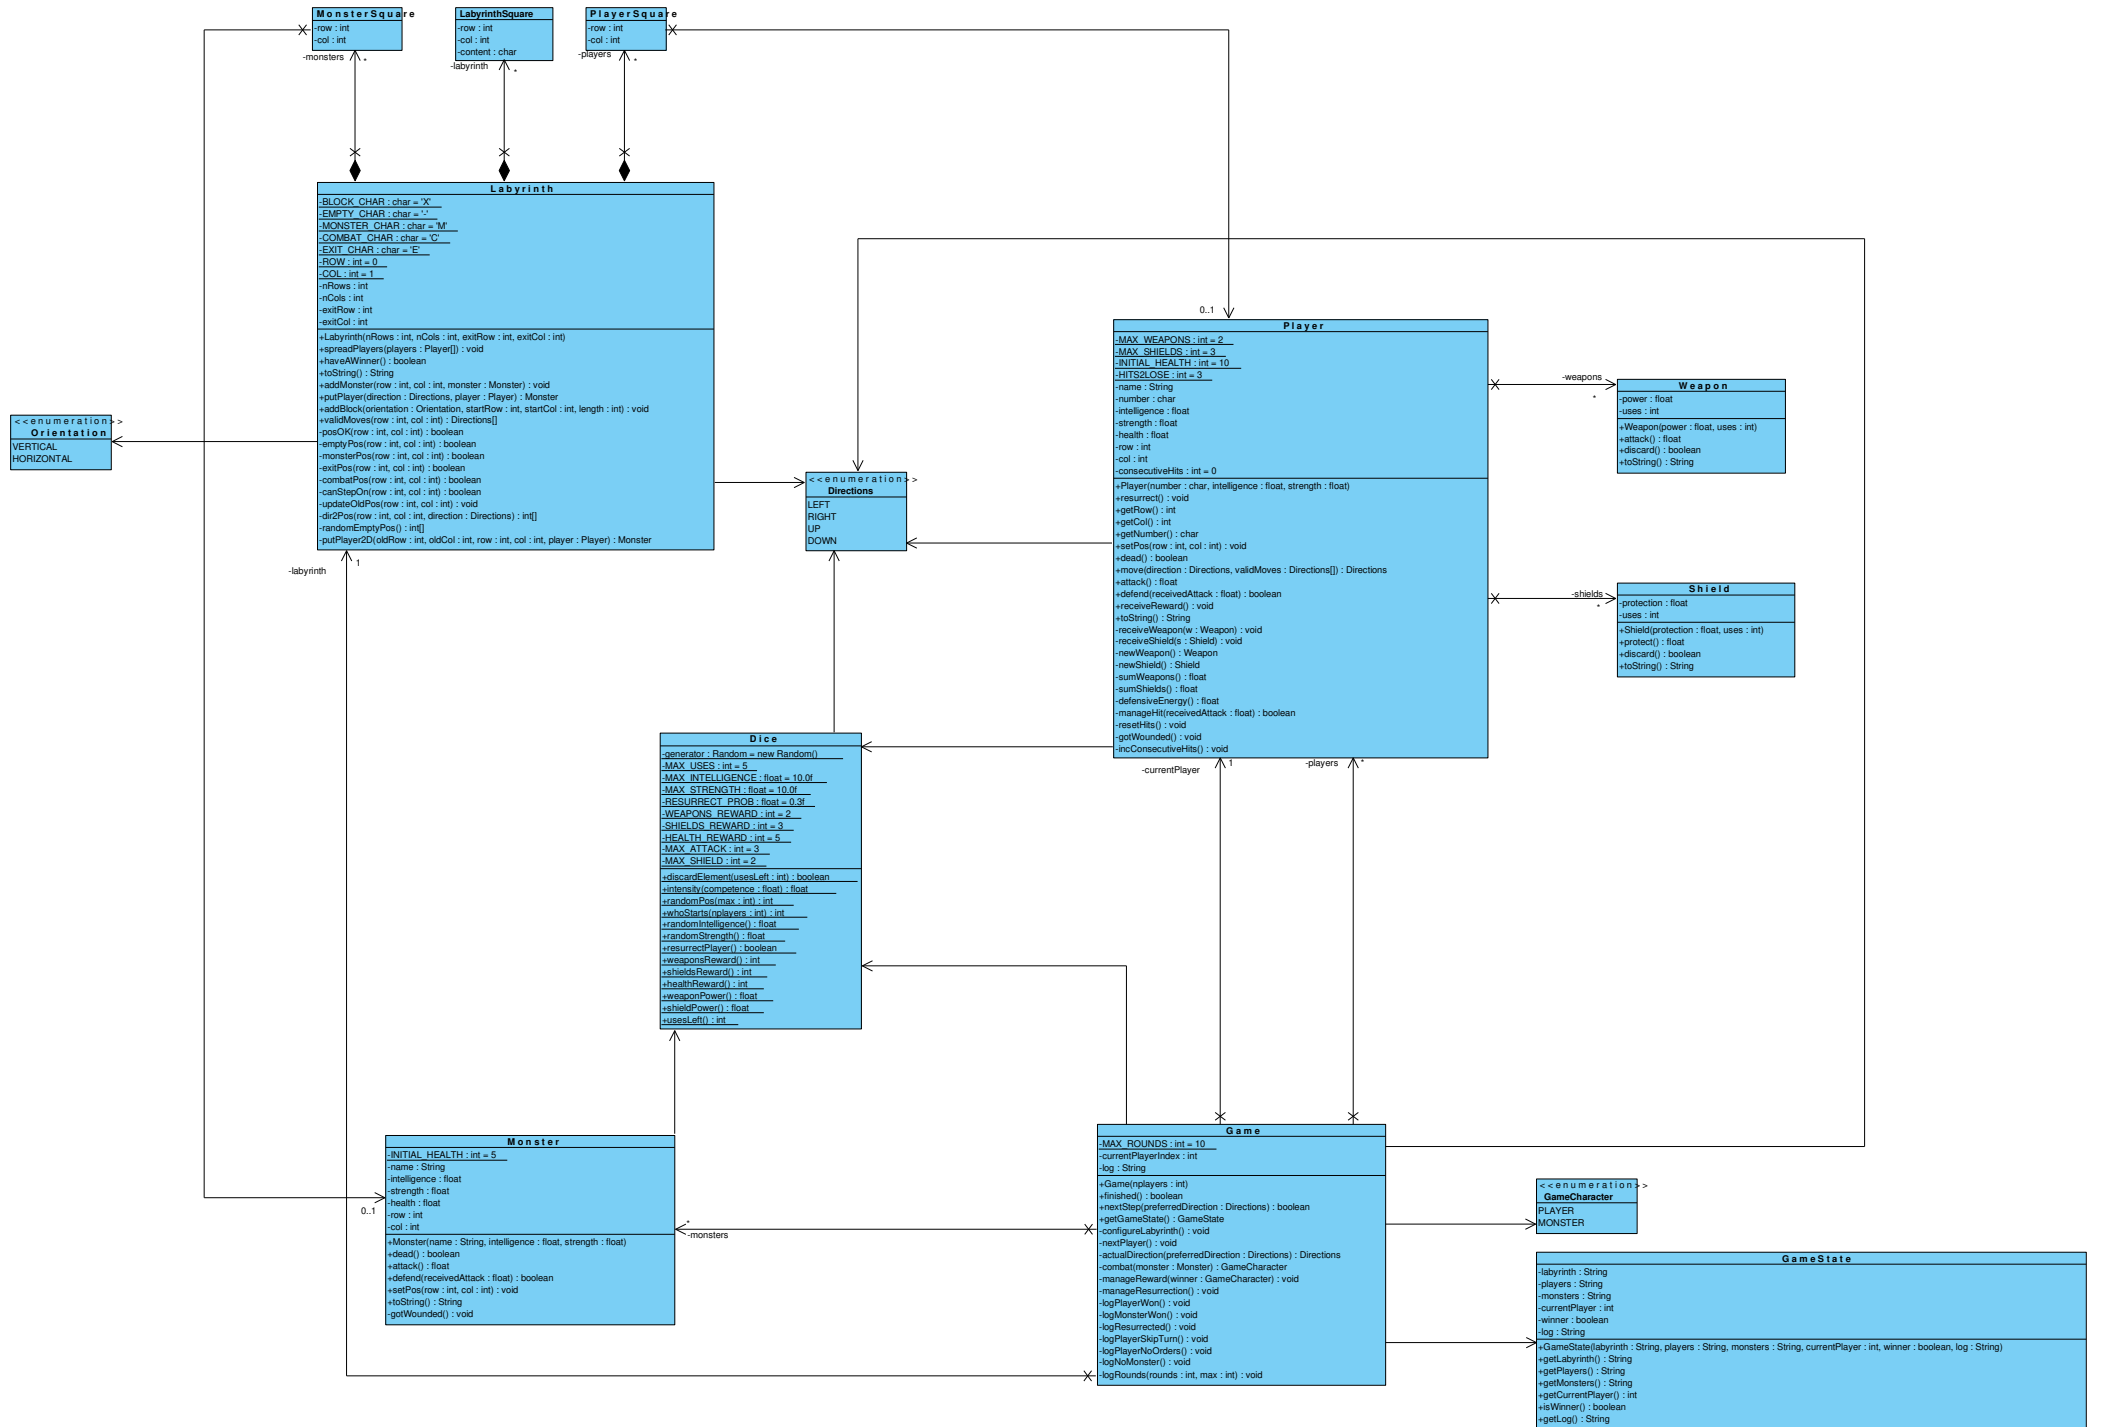 MonsterSquare
-row : int
-col : int
-monsters
*
LabyrinthSquare
-row : int
-col : int
-content : char
-labyrinth
*
PlayerSquare
-row : int
-col : int
-players
*
Labyrinth
-BLOCK_CHAR : char = 'X'
-EMPTY_CHAR : char = '-'
-MONSTER_CHAR : char = 'M'
-COMBAT_CHAR : char = 'C'
-EXIT_CHAR : char = 'E'
-ROW : int = 0
-COL : int = 1
-nRows : int
-nCols : int
-exitRow : int
-exitCol : int
+Labyrinth(nRows : int, nCols : int, exitRow : int, exitCol : int)
+spreadPlayers(players : Player[]) : void
+haveAWinner() : boolean
+toString() : String
+addMonster(row : int, col : int, monster : Monster) : void
+putPlayer(direction : Directions, player : Player) : Monster
+addBlock(orientation : Orientation, startRow : int, startCol : int, length : int) : void
+validMoves(row : int, col : int) : Directions[]
-posOK(row : int, col : int) : boolean
-emptyPos(row : int, col : int) : boolean
-monsterPos(row : int, col : int) : boolean
-exitPos(row : int, col : int) : boolean
-combatPos(row : int, col : int) : boolean
-canStepOn(row : int, col : int) : boolean
-updateOldPos(row : int, col : int) : void
-dir2Pos(row : int, col : int, direction : Directions) : int[]
-randomEmptyPos() : int[]
-putPlayer2D(oldRow : int, oldCol : int, row : int, col : int, player : Player) : Monster
-labyrinth
1
<<enumeration>>
Orientation
VERTICAL
HORIZONTAL
<<enumeration>>
Directions
LEFT
RIGHT
UP
DOWN
0..1
Player
-MAX_WEAPONS : int = 2
-MAX_SHIELDS : int = 3
-INITIAL_HEALTH : int = 10
-HITS2LOSE : int = 3
-name : String
-number : char
-intelligence : float
-strength : float
-health : float
-row : int
-col : int
-consecutiveHits : int = 0
+Player(number : char, intelligence : float, strength : float)
+resurrect() : void
+getRow() : int
+getCol() : int
+getNumber() : char
+setPos(row : int, col : int) : void
+dead() : boolean
+move(direction : Directions, validMoves : Directions[]) : Directions
+attack() : float
+defend(receivedAttack : float) : boolean
+receiveReward() : void
+toString() : String
-receiveWeapon(w : Weapon) : void
-receiveShield(s : Shield) : void
-newWeapon() : Weapon
-newShield() : Shield
-sumWeapons() : float
-sumShields() : float
-defensiveEnergy() : float
-manageHit(receivedAttack : float) : boolean
-resetHits() : void
-gotWounded() : void
-incConsecutiveHits() : void
-currentPlayer
1
-players
*
-weapons
*
Weapon
-power : float
-uses : int
+Weapon(power : float, uses : int)
+attack() : float
+discard() : boolean
+toString() : String
-shields
*
Shield
-protection : float
-uses : int
+Shield(protection : float, uses : int)
+protect() : float
+discard() : boolean
+toString() : String
Dice
-generator : Random = new Random()
-MAX_USES : int = 5
-MAX_INTELLIGENCE : float = 10.0f
-MAX_STRENGTH : float = 10.0f
-RESURRECT_PROB : float = 0.3f
-WEAPONS_REWARD : int = 2
-SHIELDS_REWARD : int = 3
-HEALTH_REWARD : int = 5
-MAX_ATTACK : int = 3
-MAX_SHIELD : int = 2
+discardElement(usesLeft : int) : boolean
+intensity(competence : float) : float
+randomPos(max : int) : int
+whoStarts(nplayers : int) : int
+randomIntelligence() : float
+randomStrength() : float
+resurrectPlayer() : boolean
+weaponsReward() : int
+shieldsReward() : int
+healthReward() : int
+weaponPower() : float
+shieldPower() : float
+usesLeft() : int
Monster
-INITIAL_HEALTH : int = 5
-name : String
-intelligence : float
-strength : float
-health : float
-row : int
-col : int
+Monster(name : String, intelligence : float, strength : float)
+dead() : boolean
+attack() : float
+defend(receivedAttack : float) : boolean
+setPos(row : int, col : int) : void
+toString() : String
-gotWounded() : void
0..1
*
-monsters
Game
-MAX_ROUNDS : int = 10
-currentPlayerIndex : int
-log : String
+Game(nplayers : int)
+finished() : boolean
+nextStep(preferredDirection : Directions) : boolean
+getGameState() : GameState
-configureLabyrinth() : void
-nextPlayer() : void
-actualDirection(preferredDirection : Directions) : Directions
-combat(monster : Monster) : GameCharacter
-manageReward(winner : GameCharacter) : void
-manageResurrection() : void
-logPlayerWon() : void
-logMonsterWon() : void
-logResurrected() : void
-logPlayerSkipTurn() : void
-logPlayerNoOrders() : void
-logNoMonster() : void
-logRounds(rounds : int, max : int) : void
<<enumeration>>
GameCharacter
PLAYER
MONSTER
GameState
-labyrinth : String
-players : String
-monsters : String
-currentPlayer : int
-winner : boolean
-log : String
+GameState(labyrinth : String, players : String, monsters : String, currentPlayer : int, winner : boolean, log : String)
+getLabyrinth() : String
+getPlayers() : String
+getMonsters() : String
+getCurrentPlayer() : int
+isWinner() : boolean
+getLog() : String